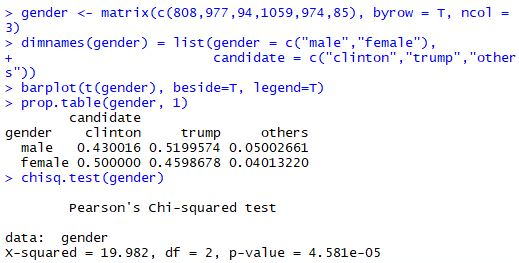 > gender <- matrix(c(808,977,94,1059,974,85), byrow = T, ncol =
3)
> dimnames(gender) = list(gender = c("male","female"),
+                         candidate = c("clinton","trump","other
s"))
> barplot(t(gender), beside=T, legend=T)
> prop.table(gender, 1)
        candidate
gender    clinton     trump     others
  male   0.430016 0.5199574 0.05002661
  female 0.500000 0.4598678 0.04013220
> chisq.test(gender)
        Pearson's Chi-squared test
data:  gender
X-squared = 19.982, df = 2, p-value = 4.581e-05